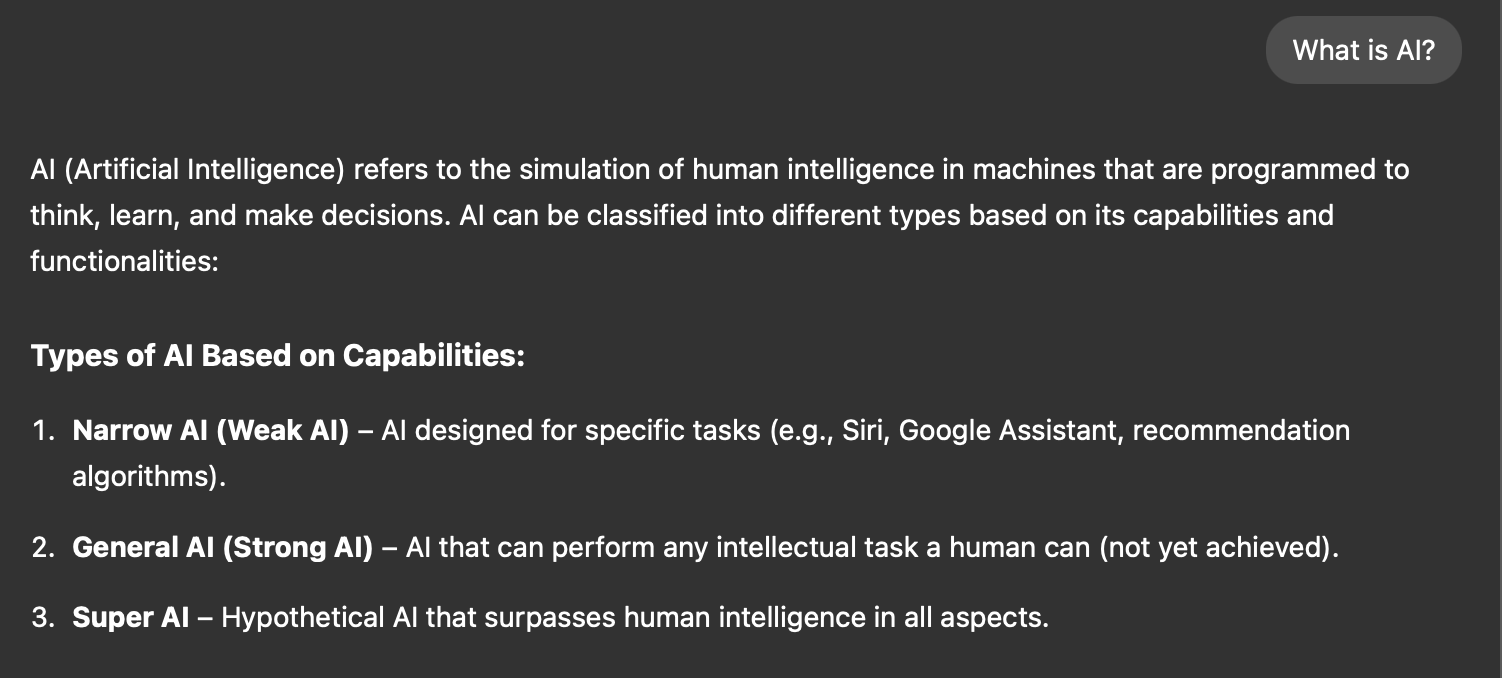 What is AI?
AI (Artificial Intelligence) refers to the simulation of human intelligence in machines that are programmed to
think, learn, and make decisions. AI can be classified into different types based on its capabilities and
functionalities:
Types of AI Based on Capabilities:
1. Narrow AI (Weak AI) – AI designed for specific tasks (e.g., Siri, Google Assistant, recommendation
algorithms).
2. General AI (Strong AI) – AI that can perform any intellectual task a human can (not yet achieved).
3. Super AI – Hypothetical AI that surpasses human intelligence in all aspects.